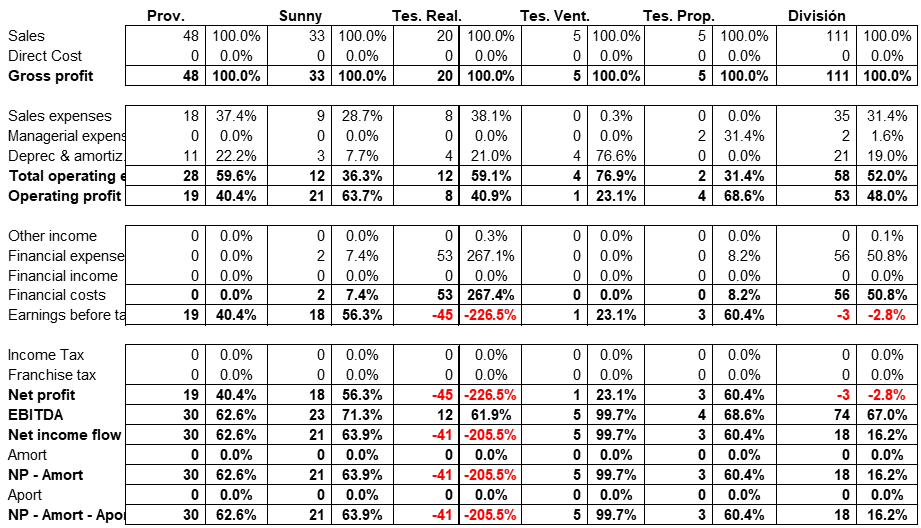 Prov. Sunny Tes. Real. Tes. Vent. Tes. Prop. División
Sales 48 100.0% 33 100.0% 20 100.0% 5 100.0% 5 100.0% 111 100.0%
Direct Cost 0 0.0% 0 0.0% 0 0.0% 0 0.0% 0 0.0% 0 0.0%
Gross profit 48 100.0% 33 100.0% 20 100.0% 5 100.0% 5 100.0% 111 100.0%
Sales expenses 18 37.4% 9 28.7% 8 38.1% 0 0.3% 0 0.0% 35 31.4%
Managerial expens 0 0.0% 0 0.0% 0 0.0% 0 0.0% 2 31.4% 2 1.6%
Deprec & amortiz. 11 22.2% 3 7.7% 4 21.0% 4 76.6% 0 0.0% 21 19.0%
Total operating e 28 59.6% 12 36.3% 12 59.1% 4 76.9% 2 31.4% 58 52.0%
Operating profit 19 40.4% 21 63.7% 8 40.9% 1 23.1% 4 68.6% 53 48.0%
Other income 0 0.0% 0 0.0% 0 0.3% 0 0.0% 0 0.0% 0 0.1%
Financial expense 0 0.0% 2 7.4% 53 267.1% 0 0.0% 0 8.2% 56 50.8%
Financial income 0 0.0% 0 0.0% 0 0.0% 0 0.0% 0 0.0% 0 0.0%
Financial costs 0 0.0% 2 7.4% 53 267.4% 0 0.0% 0 8.2% 56 50.8%
Earnings before ta 19 40.4% 18 56.3% -45 -226.5% 1 23.1% 3 60.4% -3 -2.8%
Income Tax 0 0.0% 0 0.0% 0 0.0% 0 0.0% 0 0.0% 0 0.0%
Franchise tax 0 0.0% 0 0.0% 0 0.0% 0 0.0% 0 0.0% 0 0.0%
Net profit 19 40.4% 18 56.3% -45 -226.5% 1 23.1% 3 60.4% -3 -2.8%
EBITDA 30 62.6% 23 71.3% 12 61.9% 5 99.7% 4 68.6% 74 67.0%
Net income flow 30 62.6% 21 63.9% -41 -205.5% 5 99.7% 3 60.4% 18 16.2%
Amort 0 0.0% 0 0.0% 0 0.0% 0 0.0% 0 0.0% 0 0.0%
NP - Amort 30 62.6% 21 63.9% -41 -205.5% 5 99.7% 3 60.4% 18 16.2%
Aport 0 0.0% 0 0.0% 0 0.0% 0 0.0% 0 0.0% 0 0.0%
NP - Amort - Apor 30 62.6% 21 63.9% -41 -205.5% 5 99.7% 3 60.4% 18 16.2%